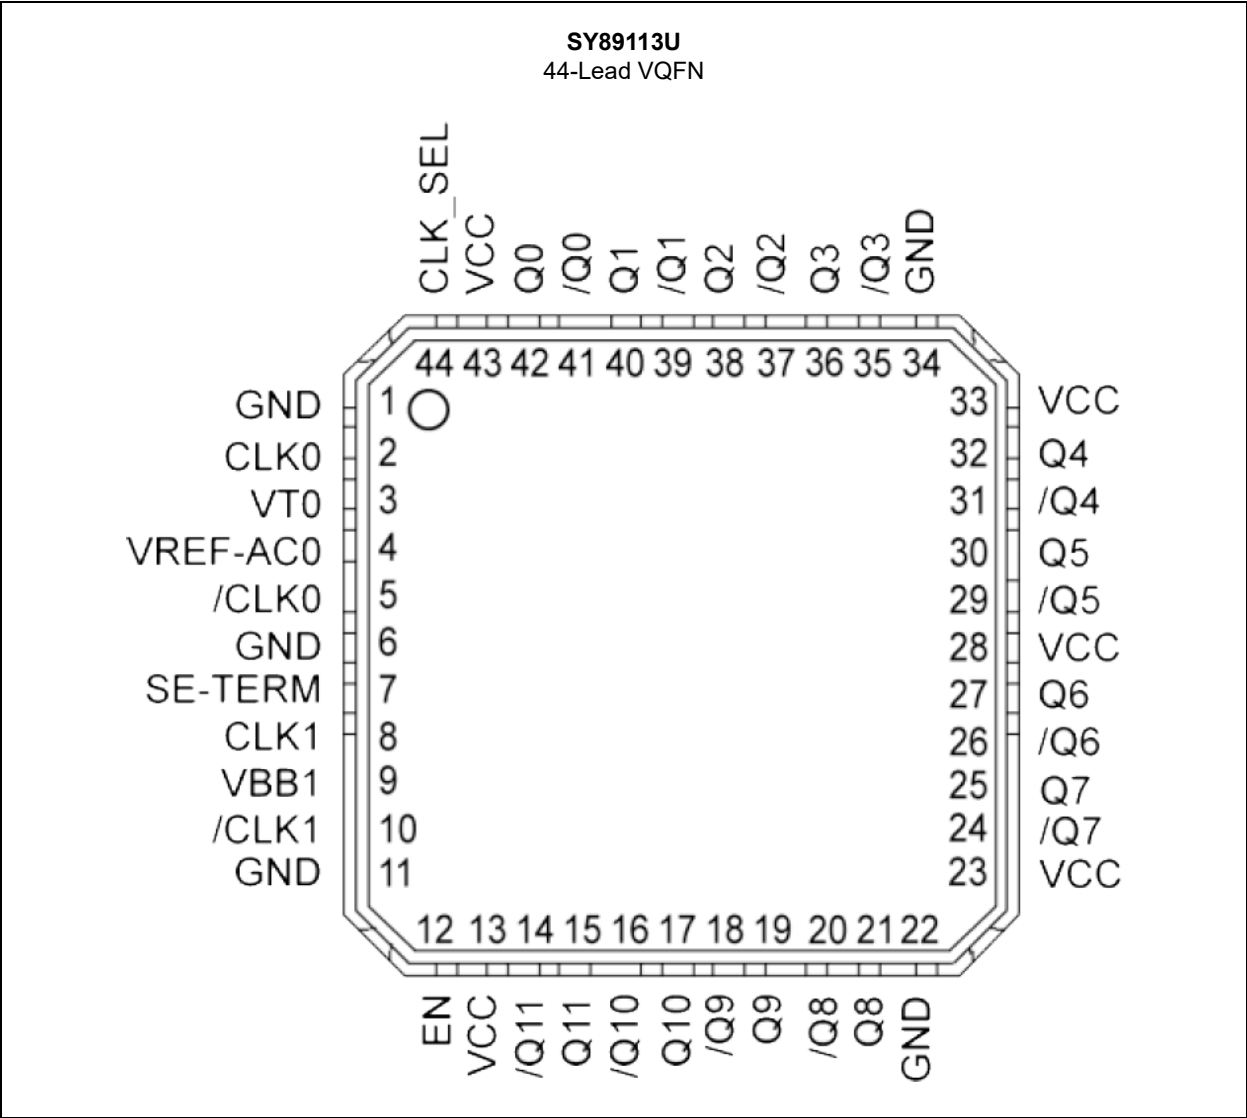 SY89113U
44-Lead VQFN
CLK_SEL
VCC
Q0
/Q0
Q1
/Q1
Q2
/Q2
Q3
/Q3
GND
44 43 42 41 40 39 38 37 36 35 34
GND 1
CLK0 2
VT0 3
VREF-AC0 4
/CLK0 5
GND 6
SE-TERM 7
CLK1 8
VBB1 9
/CLK1 10
GND 11
33 VCC
32 Q4
31 /Q4
30 Q5
29 /Q5
28 VCC
27 Q6
26 /Q6
25 Q7
24 /Q7
23 VCC
12 13 14 15 16 17 18 19 20 21 22
EN
VCC
/Q11
Q11
/Q10
Q10
/Q9
Q9
/Q8
Q8
GND